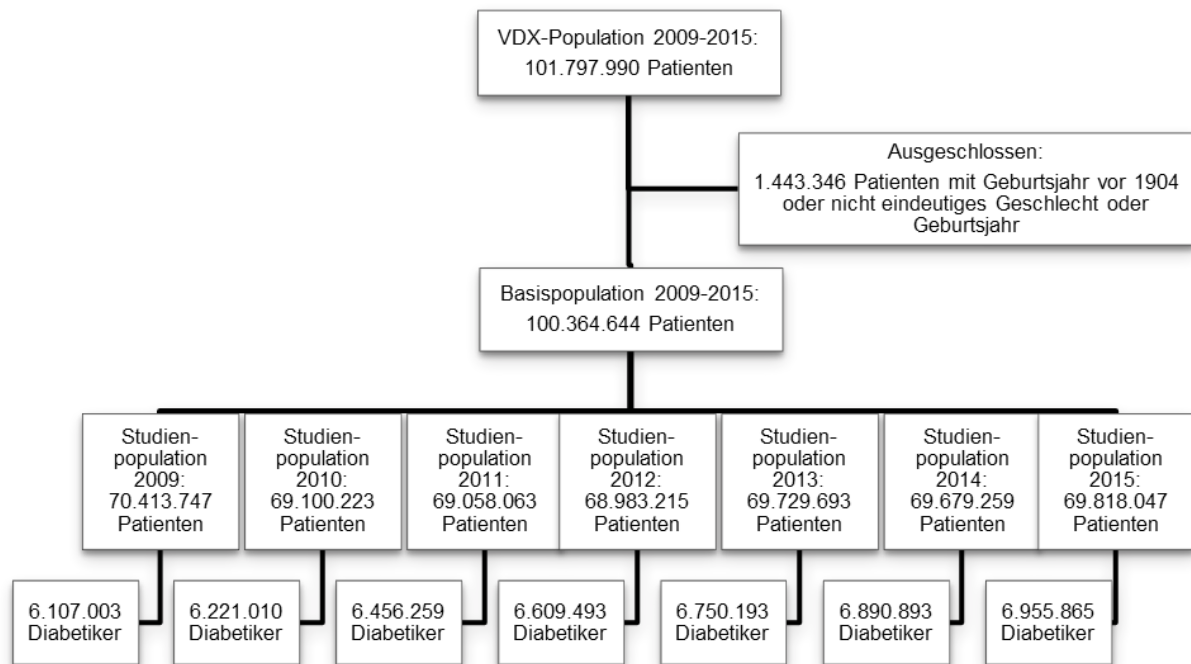 VDX-Population 2009-2015:
101.797.990 Patienten
Ausgeschlossen:
1.443.346 Patienten mit Geburtsjahr vor 1904
oder nicht eindeutiges Geschlecht oder
Geburtsjahr
Basispopulation 2009-2015:
100.364.644 Patienten
Studien-
population
2009:
70.413.747
Patienten
Studien-
population
2010:
69.100.223
Patienten
Studien-
population
2011:
69.058.063
Patienten
Studien-
population
2012:
68.983.215
Patienten
Studien-
population
2013:
69.729.693
Patienten
Studien-
population
2014:
69.679.259
Patienten
Studien-
population
2015:
69.818.047
Patienten
6.107.003
Diabetiker
6.221.010
Diabetiker
6.456.259
Diabetiker
6.609.493
Diabetiker
6.750.193
Diabetiker
6.890.893
Diabetiker
6.955.865
Diabetiker